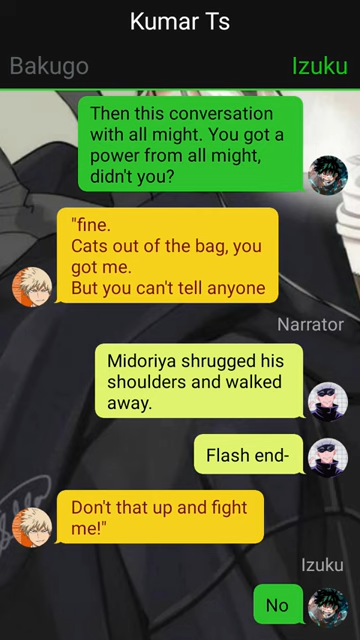 Kumar Ts
Bakugo
Izuku
Then this conversation
with all might. You got a
power from all might,
didn't you?
"fine.
Cats out of the bag, you
got me.
But you can't tell anyone
Narrator
Midoriya shrugged his
shoulders and walked
away.
Flash end-
Don't that up and fight
me!"
Izuku
No